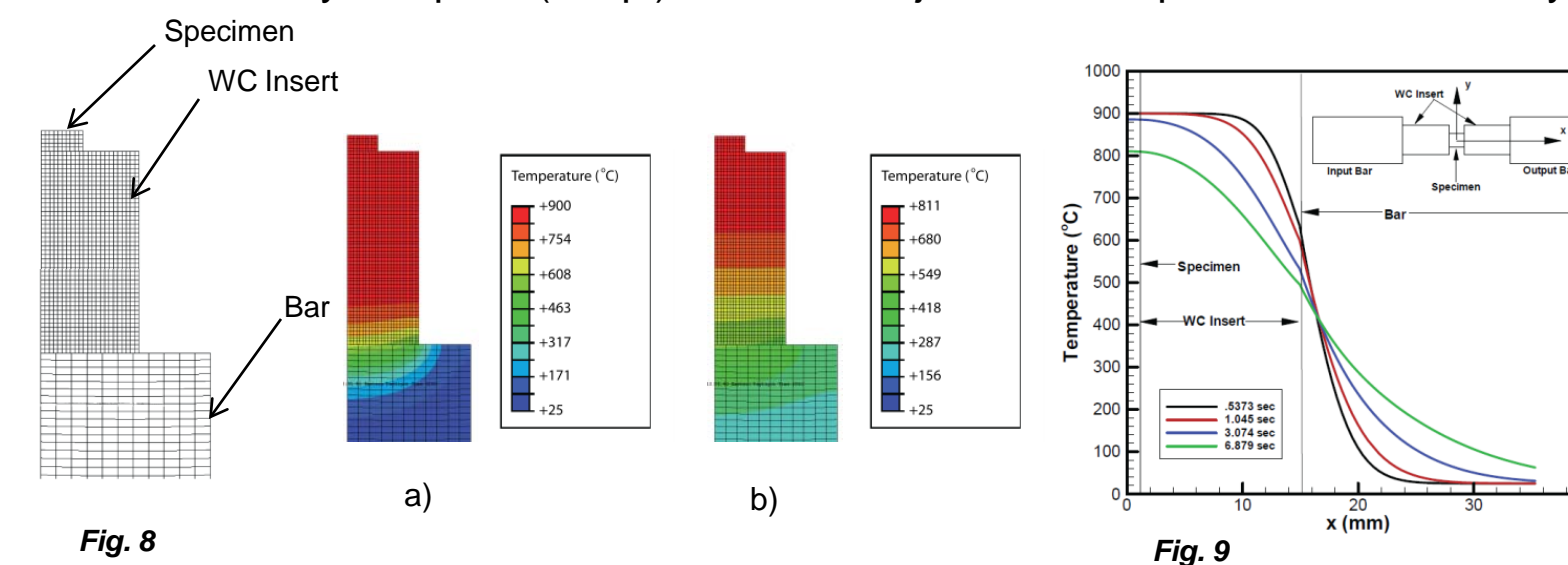 Specimen
WC Insert
Bar
Fig. 8
Temperature (°C)
+900
+754
+608
+463
+317
+171
+25
a)
Temperature (°C)
+811
+680
+549
+418
+287
+156
+25
b)
1000
900
800
700
600
500
400
300
200
100
0
Temperature (°C)
WC Insert
y
x
Input Bar
Specimen
Output Ba
Bar
Specimen
WC Insert
.5373 sec
1.045 sec
3.074 sec
6.879 sec
0
10
20
30
x (mm)
Fig. 9